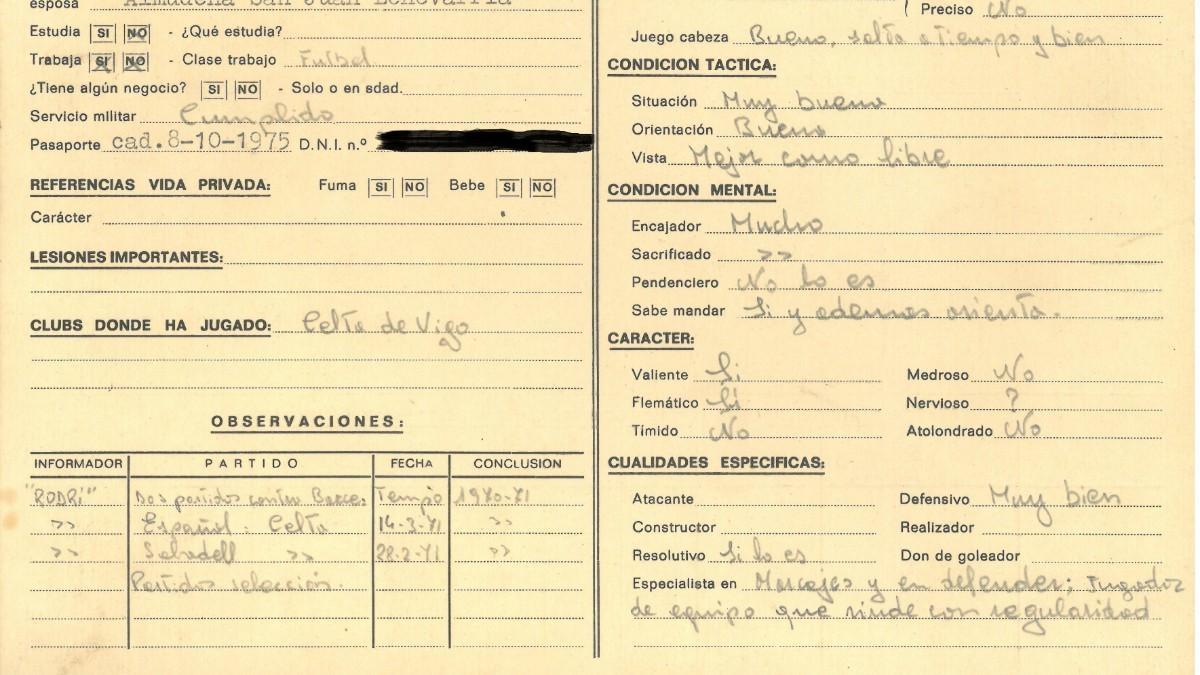 esposa Almudena San Juan Echevarria
Estudia SI NO - ¿Qué estudia?
Trabaja SI NO - Clase trabajo Futbol
¿Tiene algún negocio? SI NO - Solo o en sdad.
Servicio militar Cumplido
Pasaporte cad. 8-10-1975 D.N.I. n.º
REFERENCIAS VIDA PRIVADA: Fuma SI NO Bebe SI NO
Carácter
LESIONES IMPORTANTES:
CLUBS DONDE HA JUGADO: Celta de Vigo
OBSERVACIONES:
INFORMADOR PARTIDO FECHA CONCLUSION
"RODRI" Dos partidos contra Barce. Temp 1970-71
>> Español : Celta 14-3-71 >>
>> Sabadell >> 28-2-71 >>
Partidos selección.
Preciso No
Juego cabeza Bueno, salta a Tiempo y bien
CONDICION TACTICA:
Situación Muy buena
Orientación Buena
Vista Mejor como libre
CONDICION MENTAL:
Encajador Mucho
Sacrificado >>
Pendenciero No lo es
Sabe mandar Si y ademas orienta.
CARACTER:
Valiente Si Medroso No
Flemático Si Nervioso ?
Tímido No Atolondrado No
CUALIDADES ESPECIFICAS:
Atacante Defensivo Muy bien
Constructor Realizador
Resolutivo Si lo es Don de goleador
Especialista en Marcajes y en defender; Jugador
de equipo que rinde con regularidad